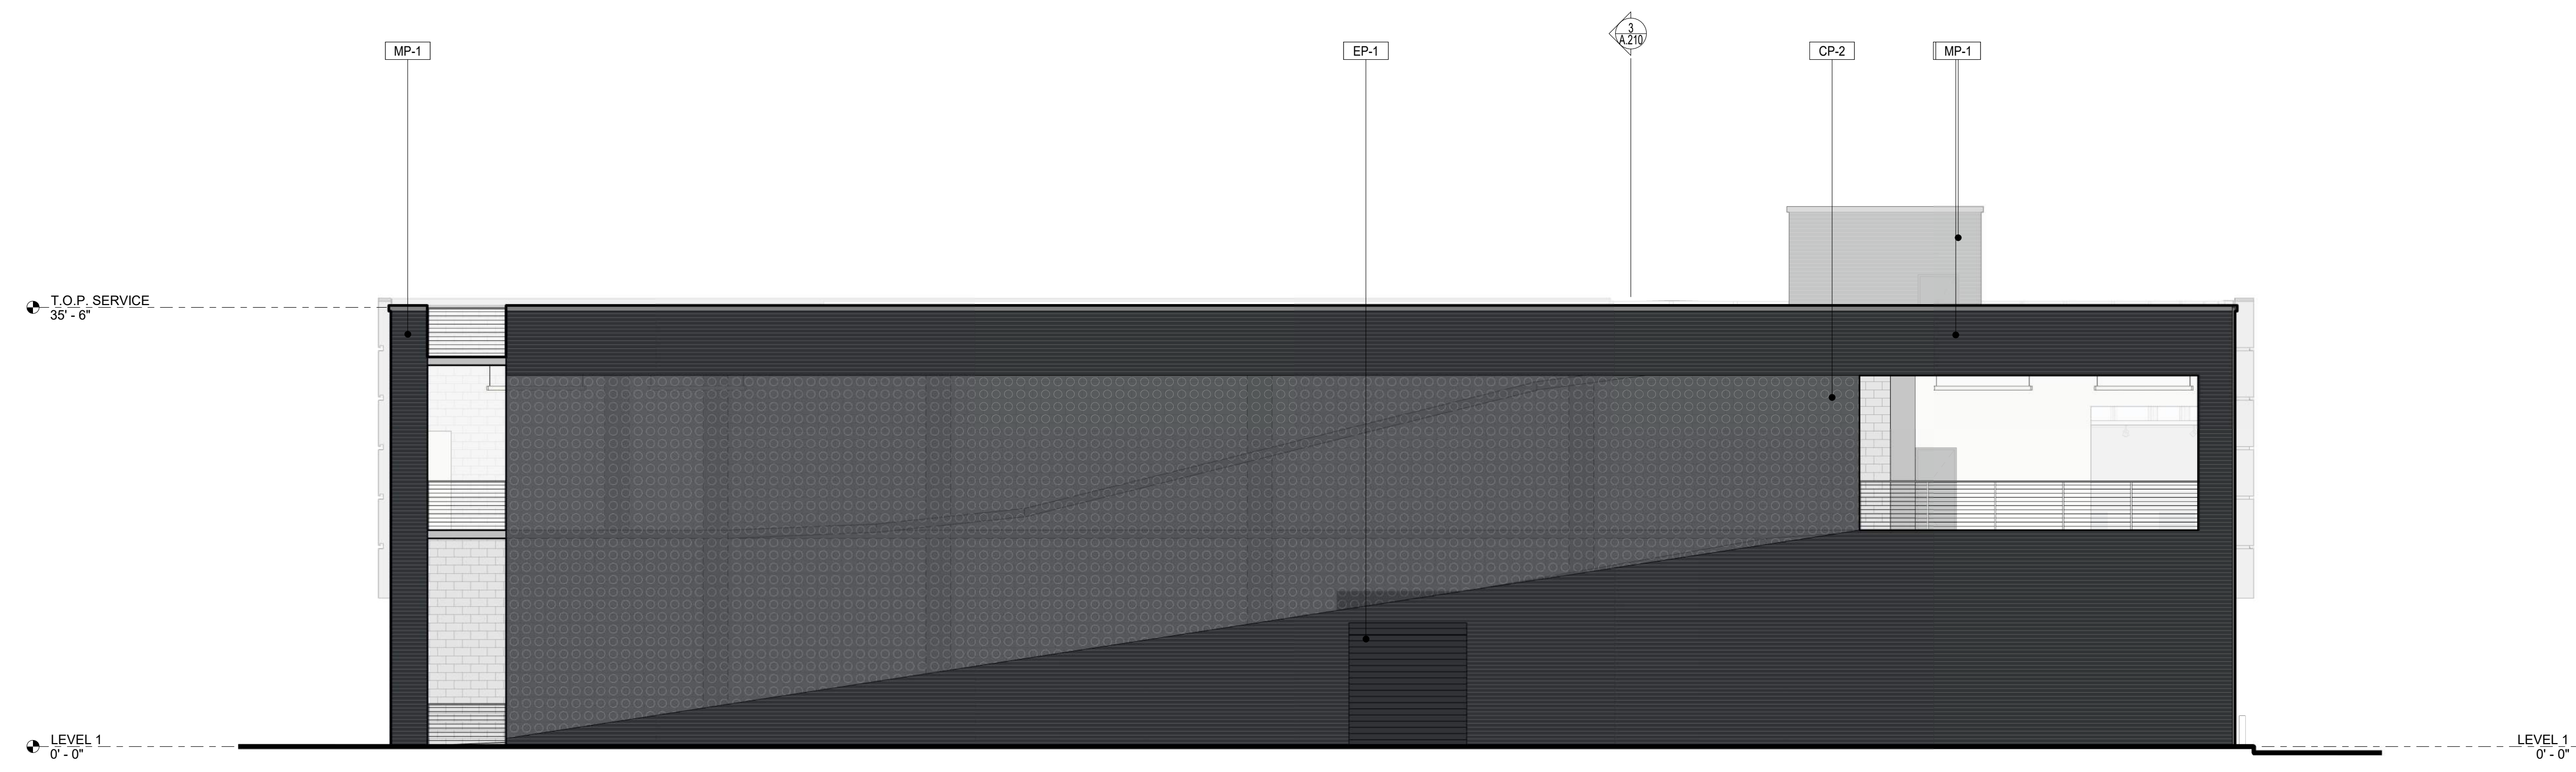 3
A.210
MP-1
EP-1
CP-2
MP-1
T.O.P. SERVICE
35' - 6"
LEVEL 1
0' - 0"
LEVEL 1
0' - 0"